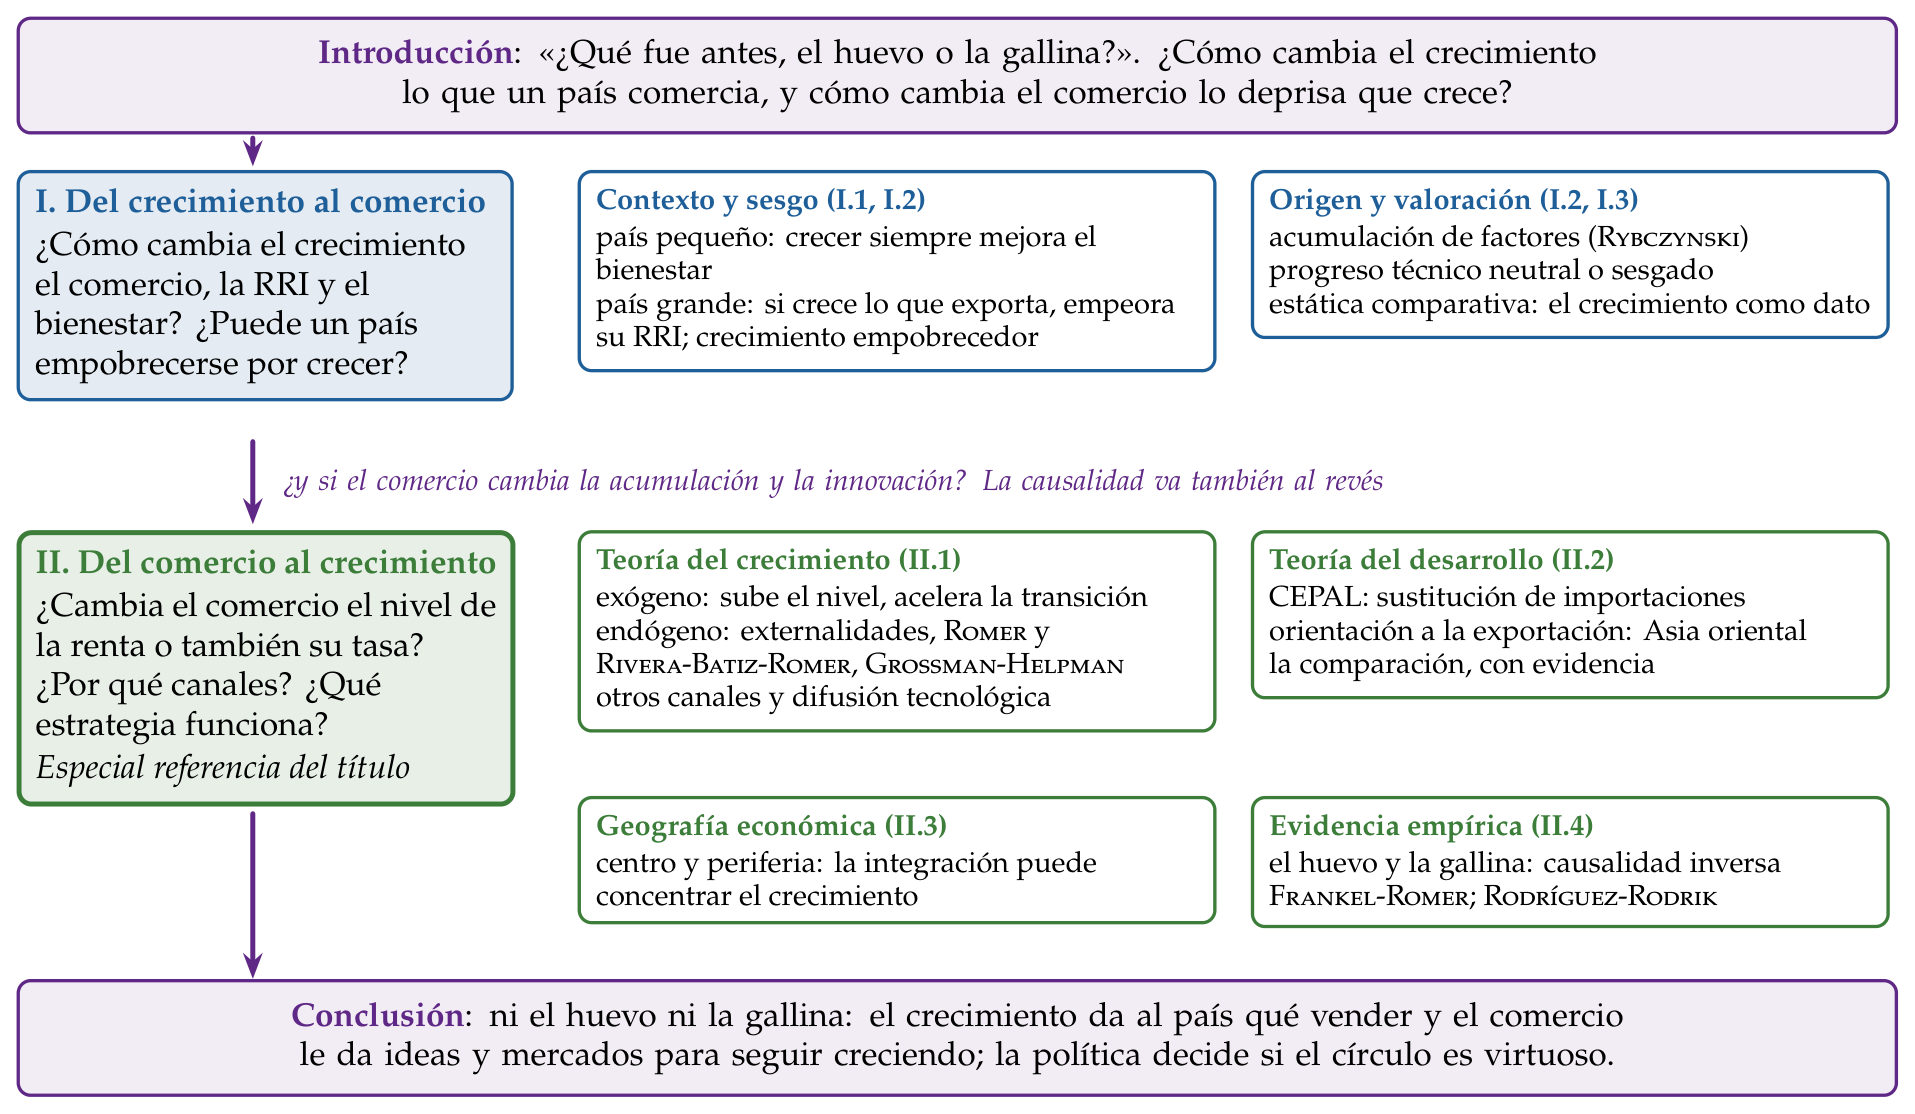 Introducción: «¿Qué fue antes, el huevo o la gallina?». ¿Cómo cambia el crecimiento
lo que un país comercia, y cómo cambia el comercio lo deprisa que crece?
I. Del crecimiento al comercio
¿Cómo cambia el crecimiento
el comercio, la RRI y el
bienestar? ¿Puede un país
empobrecerse por crecer?
Contexto y sesgo (I.1, I.2)
país pequeño: crecer siempre mejora el
bienestar
país grande: si crece lo que exporta, empeora
su RRI; crecimiento empobrecedor
Origen y valoración (I.2, I.3)
acumulación de factores (Rybczynski)
progreso técnico neutral o sesgado
estática comparativa: el crecimiento como dato
¿y si el comercio cambia la acumulación y la innovación? La causalidad va también al revés
II. Del comercio al crecimiento
¿Cambia el comercio el nivel de
la renta o también su tasa?
¿Por qué canales? ¿Qué
estrategia funciona?
Especial referencia del título
Teoría del crecimiento (II.1)
exógeno: sube el nivel, acelera la transición
endógeno: externalidades, Romer y
Rivera-Batiz-Romer, Grossman-Helpman
otros canales y difusión tecnológica
Teoría del desarrollo (II.2)
CEPAL: sustitución de importaciones
orientación a la exportación: Asia oriental
la comparación, con evidencia
Geografía económica (II.3)
centro y periferia: la integración puede
concentrar el crecimiento
Evidencia empírica (II.4)
el huevo y la gallina: causalidad inversa
Frankel-Romer; Rodríguez-Rodrik
Conclusión: ni el huevo ni la gallina: el crecimiento da al país qué vender y el comercio
le da ideas y mercados para seguir creciendo; la política decide si el círculo es virtuoso.